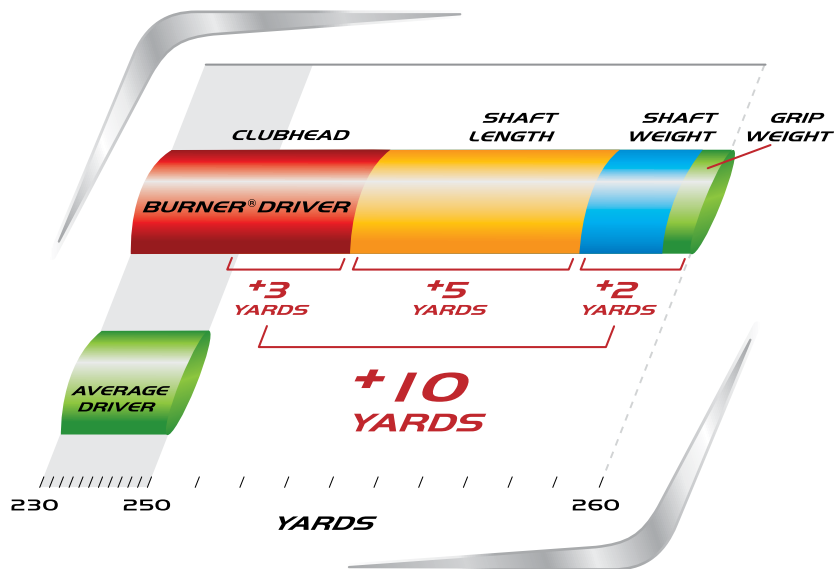 CLUBHEAD
SHAFT
LENGTH
SHAFT
WEIGHT
GRIP
WEIGHT
BURNER® DRIVER
+3
YARDS
+5
YARDS
+2
YARDS
+10
YARDS
AVERAGE
DRIVER
230 250 260
YARDS